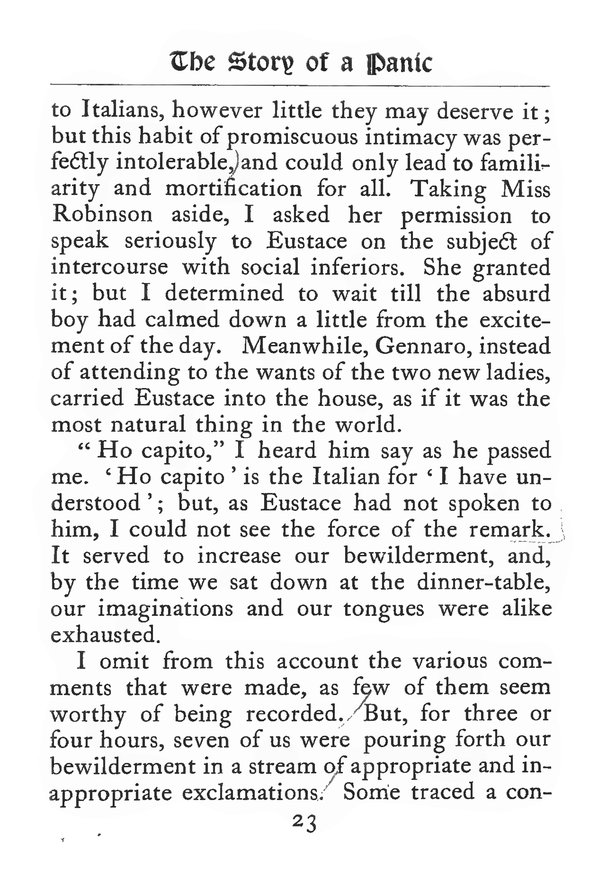 The Story of a Panic
to Italians, however little they may deserve it;
but this habit of promiscuous intimacy was per-
fectly intolerable, and could only lead to famili-
arity and mortification for all. Taking Miss
Robinson aside, I asked her permission to
speak seriously to Eustace on the subject of
intercourse with social inferiors. She granted
it; but I determined to wait till the absurd
boy had calmed down a little from the excite-
ment of the day. Meanwhile, Gennaro, instead
of attending to the wants of the two new ladies,
carried Eustace into the house, as if it was the
most natural thing in the world.
“Ho capito,” I heard him say as he passed
me. ‘Ho capito’ is the Italian for ‘I have un-
derstood’; but, as Eustace had not spoken to
him, I could not see the force of the remark.
It served to increase our bewilderment, and,
by the time we sat down at the dinner-table,
our imaginations and our tongues were alike
exhausted.
I omit from this account the various com-
ments that were made, as few of them seem
worthy of being recorded. But, for three or
four hours, seven of us were pouring forth our
bewilderment in a stream of appropriate and in-
appropriate exclamations. Some traced a con-
23